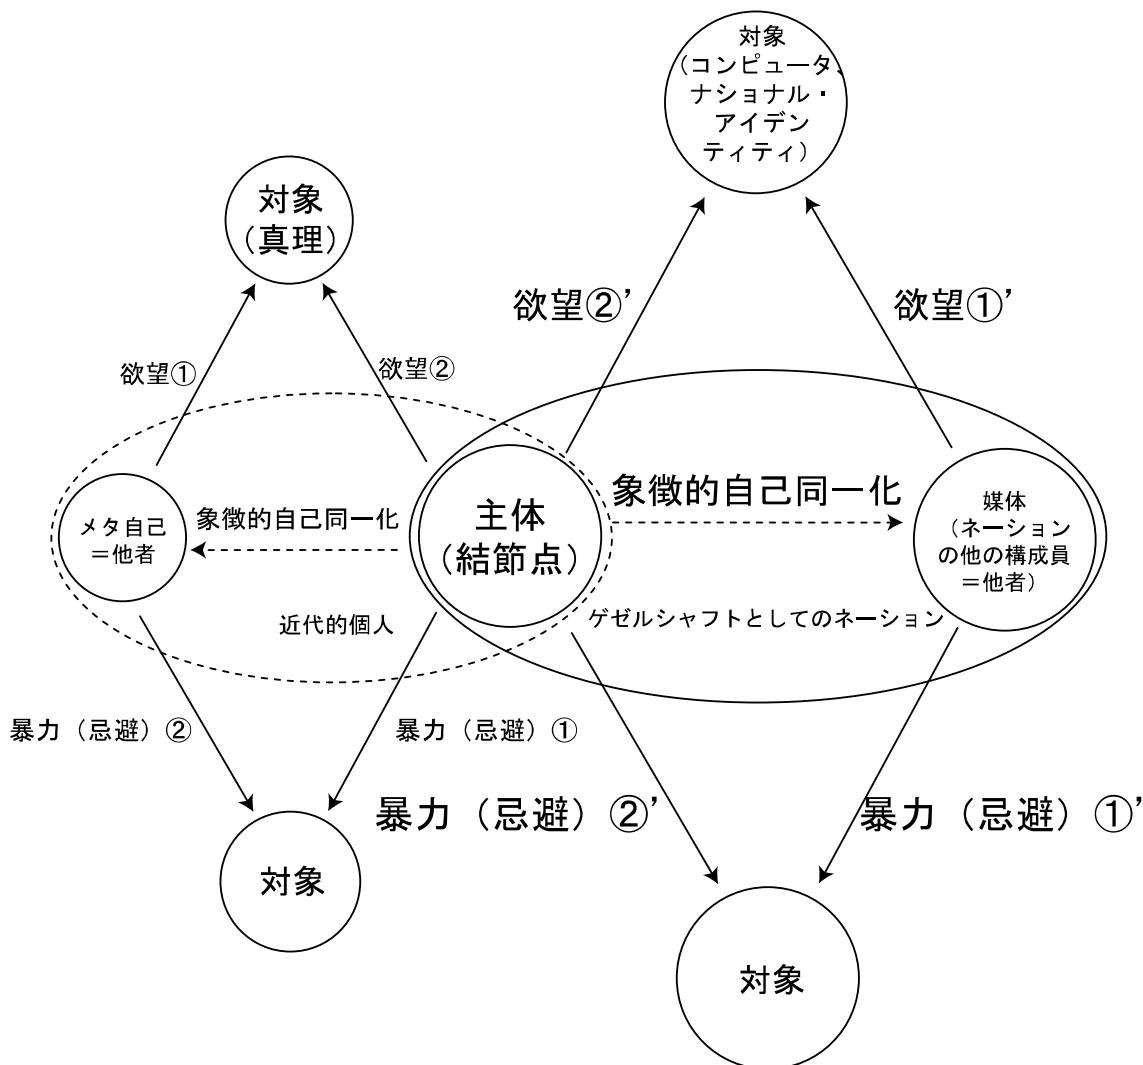 対象
（コンピュータ、
ナショナル・
アイデン
ティティ）
対象
（真理）
欲望②’
欲望①’
欲望①
欲望②
メタ自己
＝他者
象徴的自己同一化
主体
（結節点）
象徴的自己同一化
媒体
（ネーション
の他の構成員
＝他者）
近代的個人
ゲゼルシャフトとしてのネーション
暴力（忌避）②
暴力（忌避）①
暴力（忌避）②’
暴力（忌避）①’
対象
対象